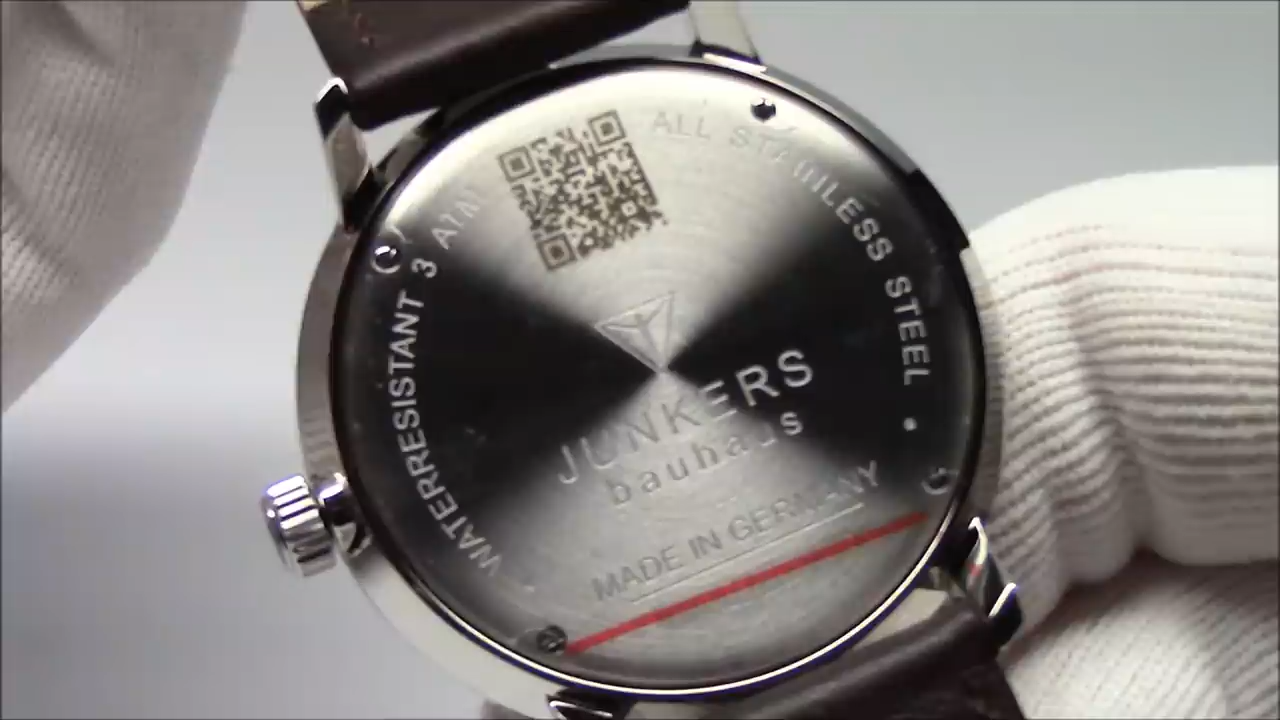 WATERRESISTANT 3 ATM
ALL STAINLESS STEEL •
JUNKERS
bauhaus
MADE IN GERMANY